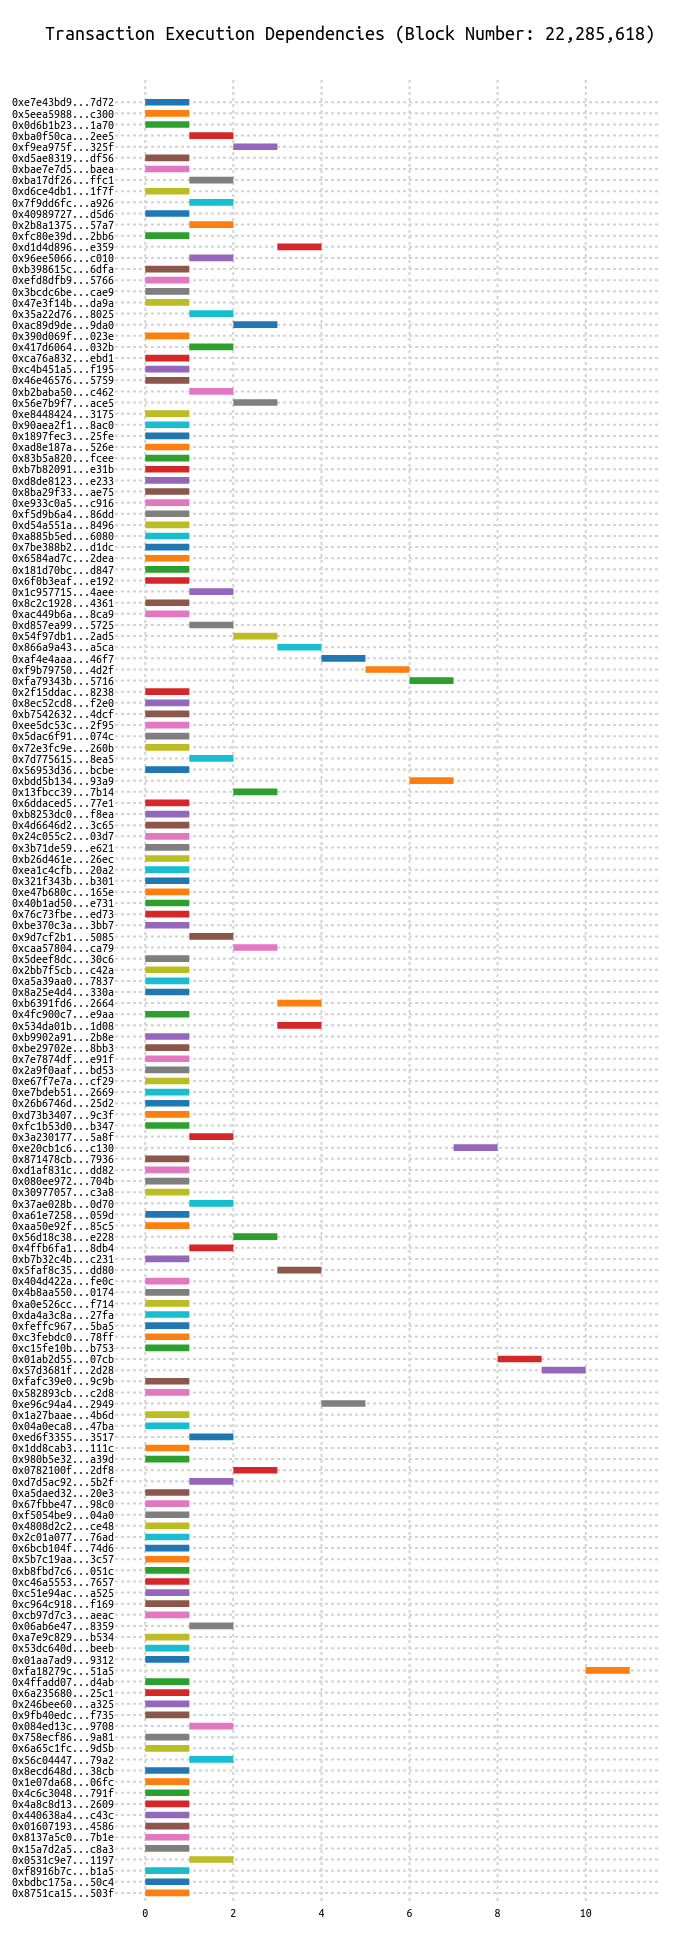 Transaction Execution Dependencies (Block Number: 22,285,618)
0xe7e43bd9...7d72
0x5eea5988...c300
0x0d6b1b23...1a70
0xba0f50ca...2ee5
0xf9ea975f...325f
0xd5ae8319...df56
0xbae7e7d5...baea
0xba17df26...ffc1
0xd6ce4db1...1f7f
0x7f9dd6fc...a926
0x40989727...d5d6
0x2b8a1375...57a7
0xfc80e39d...2bb6
0xd1d4d896...e359
0x96ee5066...c010
0xb398615c...6dfa
0xefd8dfb9...5766
0x3bcdc6be...cae9
0x47e3f14b...da9a
0x35a22d76...8025
0xac89d9de...9da0
0x390d069f...023e
0x417d6064...032b
0xca76a832...ebd1
0xc4b451a5...f195
0x46e46576...5759
0xb2baba50...c462
0x56e7b9f7...ace5
0xe8448424...3175
0x90aea2f1...8ac0
0x1897fec3...25fe
0xad8e187a...526e
0x83b5a820...fcee
0xb7b82091...e31b
0xd8de8123...e233
0x8ba29f33...ae75
0xe933c0a5...c916
0xf5d9b6a4...86dd
0xd54a551a...8496
0xa885b5ed...6080
0x7be388b2...d1dc
0x6584ad7c...2dea
0x181d70bc...d847
0x6f0b3eaf...e192
0x1c957715...4aee
0x8c2c1928...4361
0xac449b6a...8ca9
0xd857ea99...5725
0x54f97db1...2ad5
0x866a9a43...a5ca
0xaf4e4aaa...46f7
0xf9b79750...4d2f
0xfa79343b...5716
0x2f15ddac...8238
0x8ec52cd8...f2e0
0xb7542632...4dcf
0xee5dc53c...2f95
0x5dac6f91...074c
0x72e3fc9e...260b
0x7d775615...8ea5
0x56953d36...bcbe
0xbdd5b134...93a9
0x13fbcc39...7b14
0x6ddaced5...77e1
0xb8253dc0...f8ea
0x4d6646d2...3c65
0x24c055c2...03d7
0x3b71de59...e621
0xb26d461e...26ec
0xea1c4cfb...20a2
0x321f343b...b301
0xe47b680c...165e
0x40b1ad50...e731
0x76c73fbe...ed73
0xbe370c3a...3bb7
0x9d7cf2b1...5085
0xcaa57804...ca79
0x5deef8dc...30c6
0x2bb7f5cb...c42a
0xa5a39aa0...7837
0x8a25e4d4...330a
0xb6391fd6...2664
0x4fc900c7...e9aa
0x534da01b...1d08
0xb9902a91...2b8e
0xbe29702e...8bb3
0x7e7874df...e91f
0x2a9f0aaf...bd53
0xe67f7e7a...cf29
0xe7bdeb51...2669
0x26b6746d...25d2
0xd73b3407...9c3f
0xfc1b53d0...b347
0x3a230177...5a8f
0xe20cb1c6...c130
0x871478cb...7936
0xd1af831c...dd82
0x080ee972...704b
0x30977057...c3a8
0x37ae028b...0d70
0xa61e7258...059d
0xaa50e92f...85c5
0x56d18c38...e228
0x4ffb6fa1...8db4
0xb7b32c4b...c231
0x5faf8c35...dd80
0x404d422a...fe0c
0x4b8aa550...0174
0xa0e526cc...f714
0xda4a3c8a...27fa
0xfeffc967...5ba5
0xc3febdc0...78ff
0xc15fe10b...b753
0x01ab2d55...07cb
0x57d3681f...2d28
0xfafc39e0...9c9b
0x582893cb...c2d8
0xe96c94a4...2949
0x1a27baae...4b6d
0x04a0eca8...47ba
0xed6f3355...3517
0x1dd8cab3...111c
0x980b5e32...a39d
0x0782100f...2df8
0xd7d5ac92...5b2f
0xa5daed32...20e3
0x67fbbe47...98c0
0xf5054be9...04a0
0x4808d2c2...ce48
0x2c01a077...76ad
0x6bcb104f...74d6
0x5b7c19aa...3c57
0xb8fbd7c6...051c
0xc46a5553...7657
0xc51e94ac...a525
0xc964c918...f169
0xcb97d7c3...aeac
0x06ab6e47...8359
0xa7e9c829...b534
0x53dc640d...beeb
0x01aa7ad9...9312
0xfa18279c...51a5
0x4ffadd07...d4ab
0x6a235680...25c1
0x246bee60...a325
0x9fb40edc...f735
0x084ed13c...9708
0x758ecf86...9a81
0x6a65c1fc...9d5b
0x56c04447...79a2
0x8ecd648d...38cb
0x1e07da68...06fc
0x4c6c3048...791f
0x4a8c8d13...2609
0x440638a4...c43c
0x01607193...4586
0x8137a5c0...7b1e
0x15a7d2a5...c8a3
0x0531c9e7...1197
0xf8916b7c...b1a5
0xbdbc175a...50c4
0x8751ca15...503f
0 2 4 6 8 10